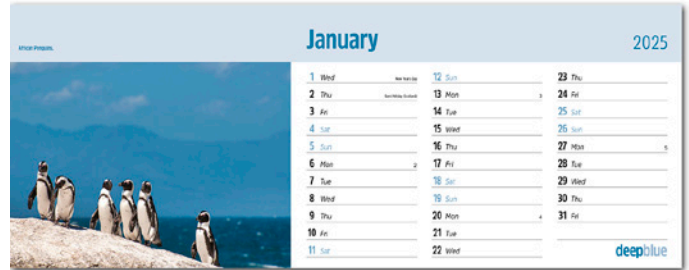 African Penguins.
January
2025
1 Wed New Year's Day
2 Thu Bank Holiday (Scotland)
3 Fri
4 Sat
5 Sun
6 Mon 2
7 Tue
8 Wed
9 Thu
10 Fri
11 Sat
12 Sun
13 Mon 3
14 Tue
15 Wed
16 Thu
17 Fri
18 Sat
19 Sun
20 Mon 4
21 Tue
22 Wed
23 Thu
24 Fri
25 Sat
26 Sun
27 Mon 5
28 Tue
29 Wed
30 Thu
31 Fri
deepblue